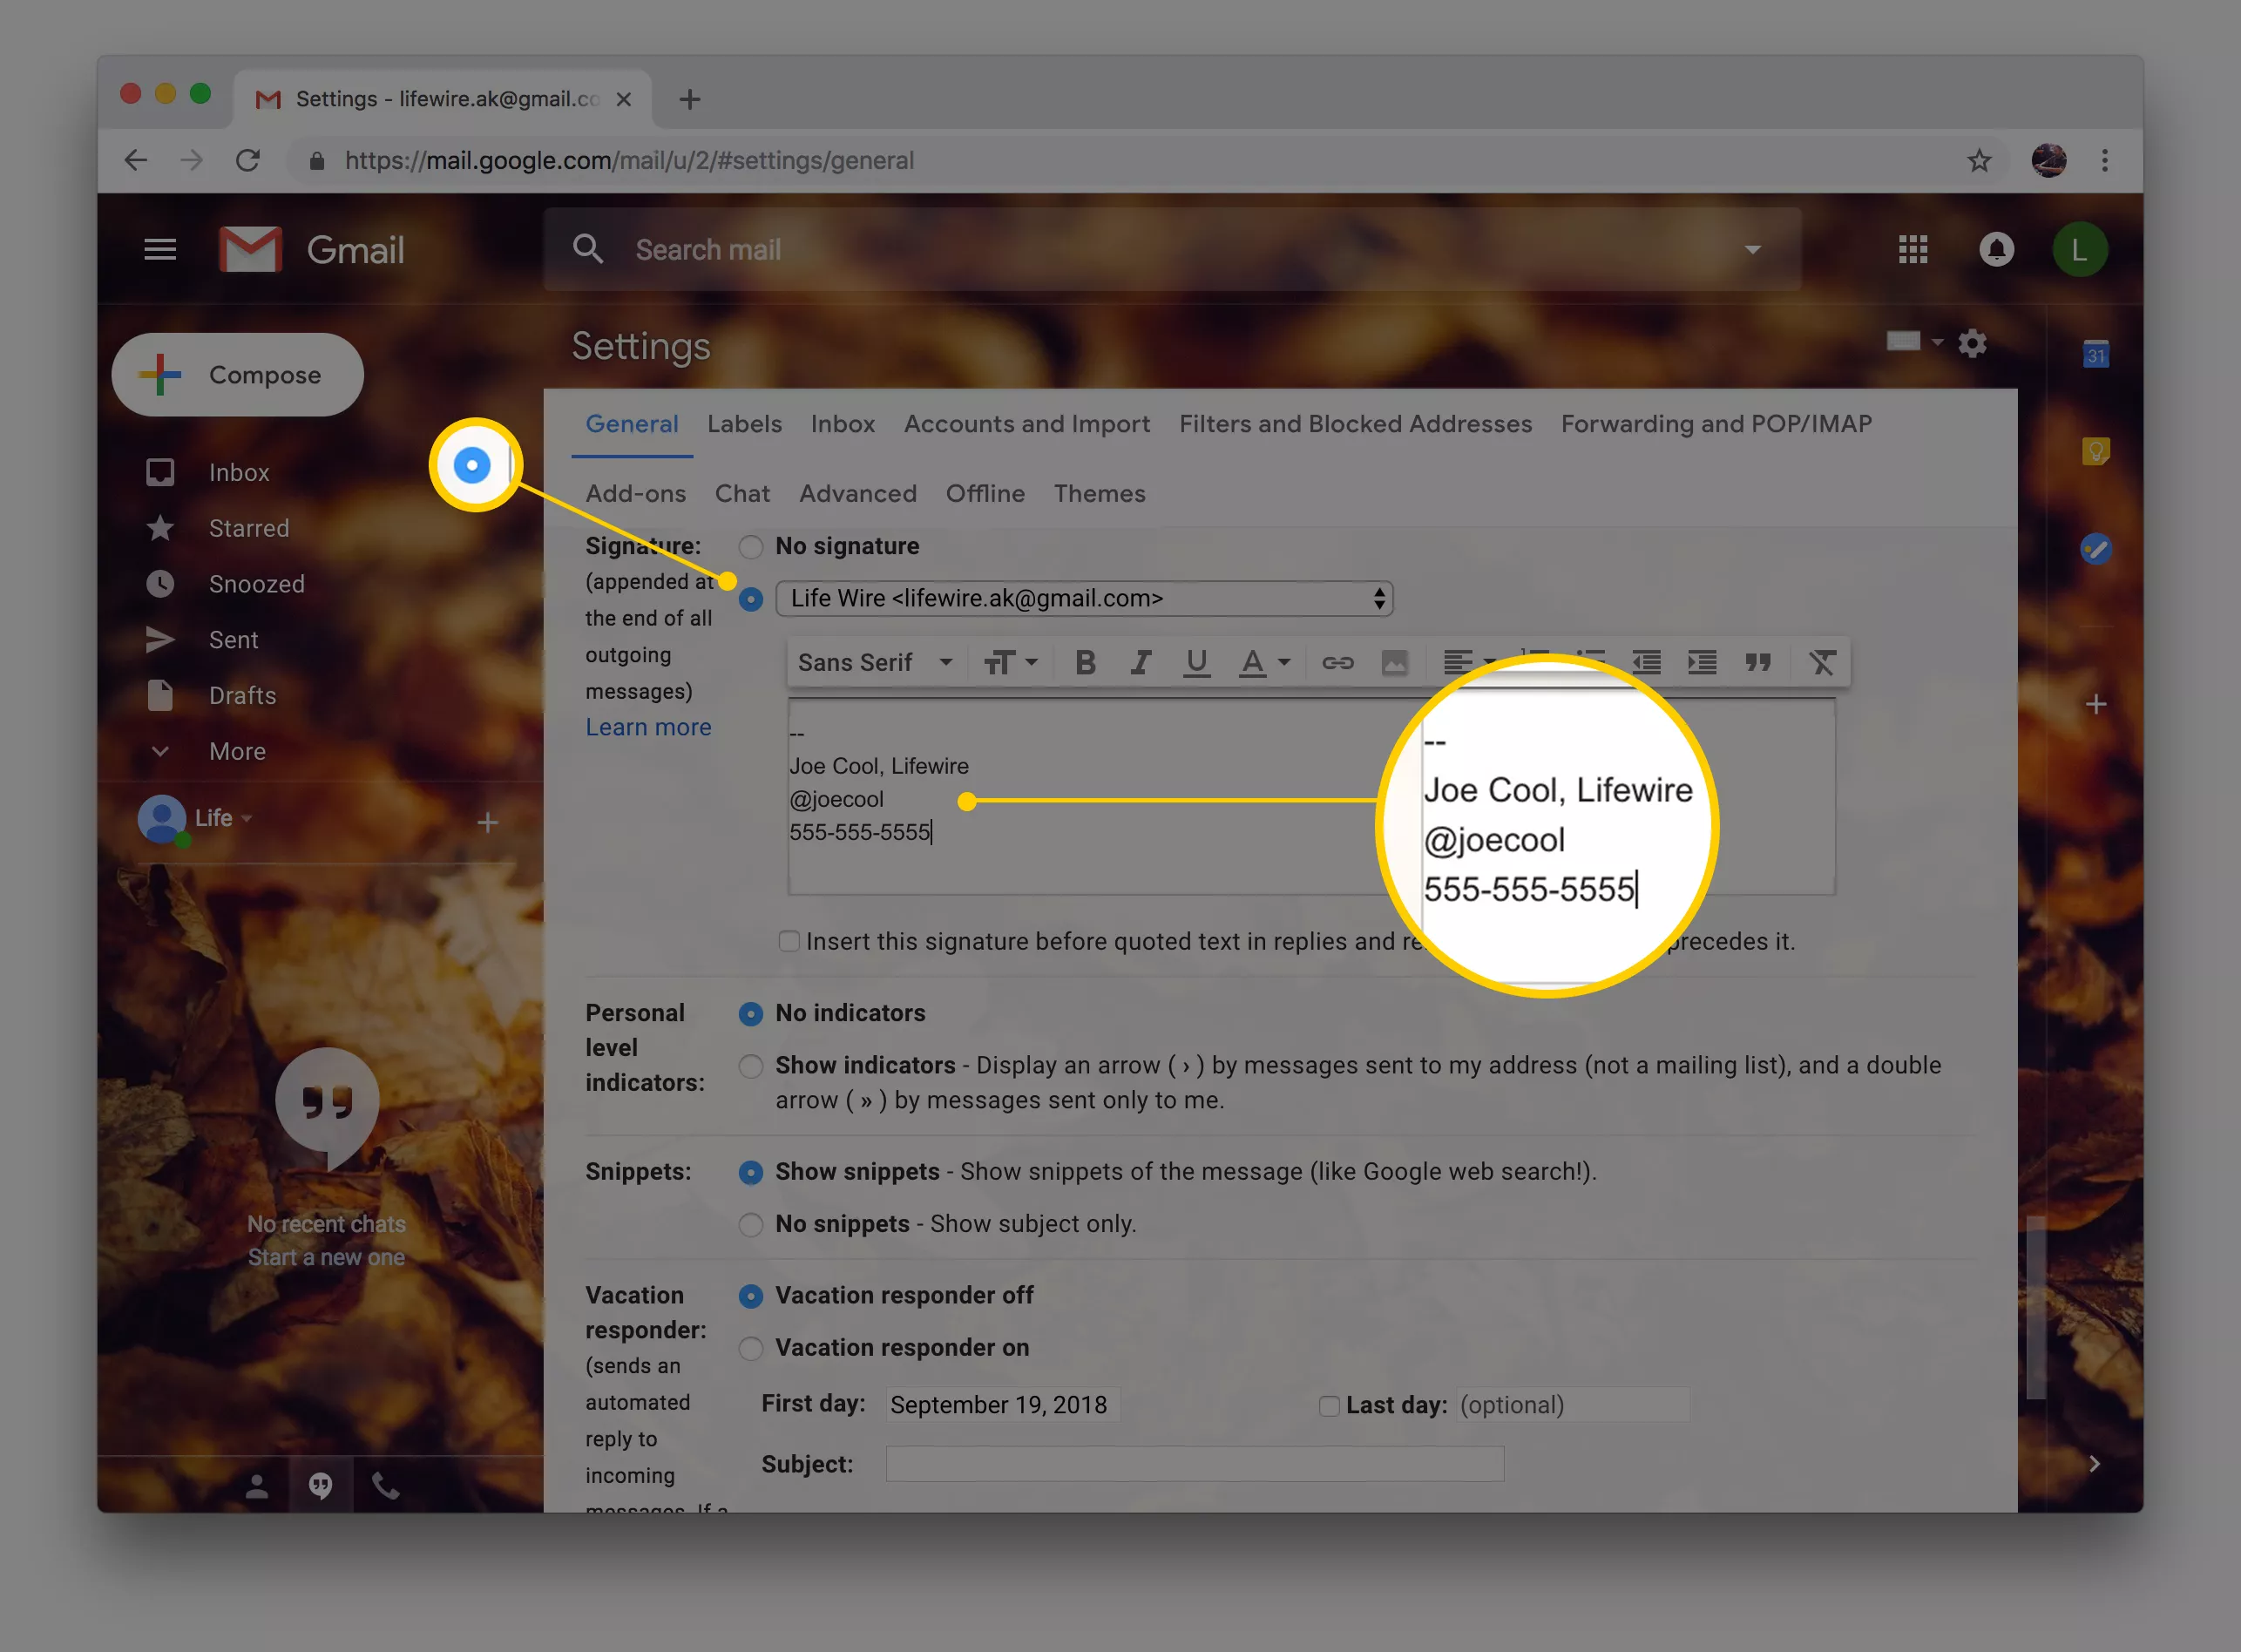 Settings - lifewire.ak@gmail.co
https://mail.google.com/mail/u/2/#settings/general
Gmail
Search mail
L
Compose
Inbox
Starred
Snoozed
Sent
Drafts
More
Life
No recent chats
Start a new one
Settings
31
General Labels Inbox Accounts and Import Filters and Blocked Addresses Forwarding and POP/IMAP
Add-ons Chat Advanced Offline Themes
Signature:
(appended at
the end of all
outgoing
messages)
Learn more
No signature
Life Wire <lifewire.ak@gmail.com>
Sans Serif
--
Joe Cool, Lifewire
@joecool
555-555-5555
--
Joe Cool, Lifewire
@joecool
555-555-5555
Insert this signature before quoted text in replies and re precedes it.
Personal
level
indicators:
No indicators
Show indicators - Display an arrow ( › ) by messages sent to my address (not a mailing list), and a double
arrow ( » ) by messages sent only to me.
Snippets:
Show snippets - Show snippets of the message (like Google web search!).
No snippets - Show subject only.
Vacation
responder:
(sends an
automated
reply to
incoming
messages. If a
Vacation responder off
Vacation responder on
First day: September 19, 2018 Last day: (optional)
Subject: